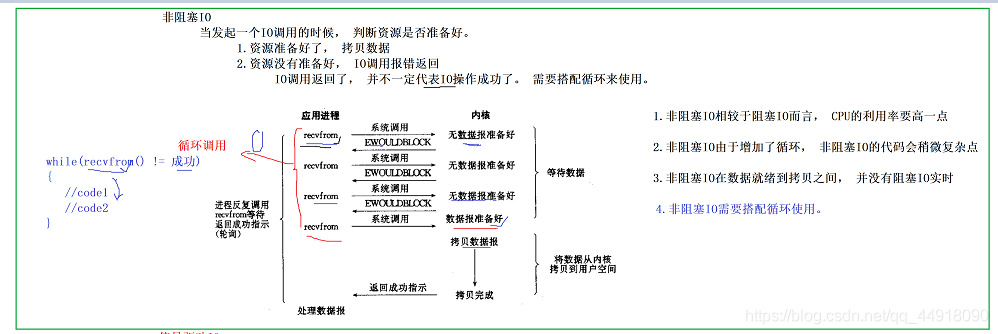 非阻塞IO
当发起一个IO调用的时候， 判断资源是否准备好。
1.资源准备好了， 拷贝数据
2.资源没有准备好， IO调用报错返回
IO调用返回了， 并不一定代表IO操作成功了。 需要搭配循环来使用。
循环调用
while(recvfrom() != 成功)
{
//code1
//code2
}
应用进程
内核
recvfrom
系统调用
无数据报准备好
EWOULDBLOCK
recvfrom
系统调用
无数据报准备好
EWOULDBLOCK
recvfrom
系统调用
无数据报准备好
EWOULDBLOCK
recvfrom
系统调用
数据报准备好
拷贝数据报
返回成功指示
拷贝完成
处理数据报
进程反复调用
recvfrom等待
返回成功指示
（轮询）
等待数据
将数据从内核
拷贝到用户空间
1.非阻塞IO相较于阻塞IO而言， CPU的利用率要高一点
2.非阻塞IO由于增加了循环， 非阻塞IO的代码会稍微复杂点
3.非阻塞IO在数据就绪到拷贝之间， 并没有阻塞IO实时
4.非阻塞IO需要搭配循环使用。
https://blog.csdn.net/qq_44918090